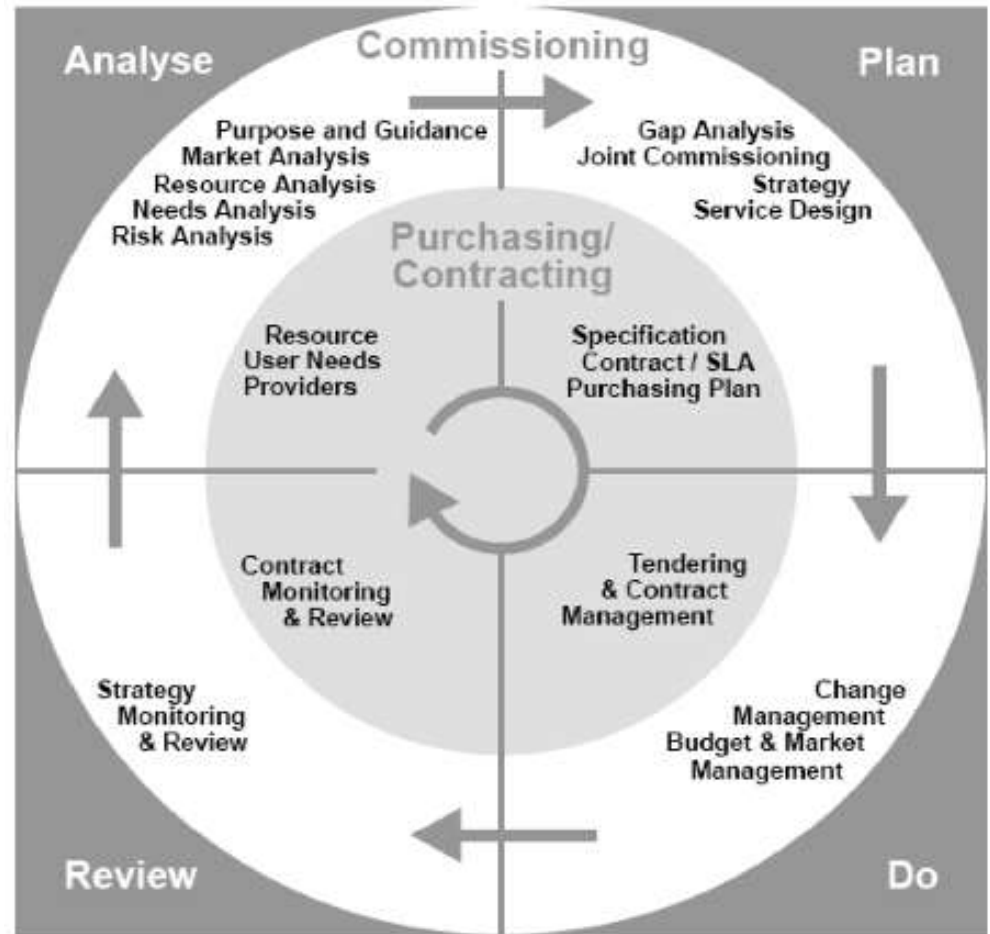 Analyse
Commissioning
Plan
Purpose and Guidance
Market Analysis
Resource Analysis
Needs Analysis
Risk Analysis
Gap Analysis
Joint Commissioning
Strategy
Service Design
Purchasing/
Contracting
Resource
User Needs
Providers
Specification
Contract / SLA
Purchasing Plan
Contract
Monitoring
& Review
Tendering
& Contract
Management
Strategy
Monitoring
& Review
Change
Management
Budget & Market
Management
Review
Do